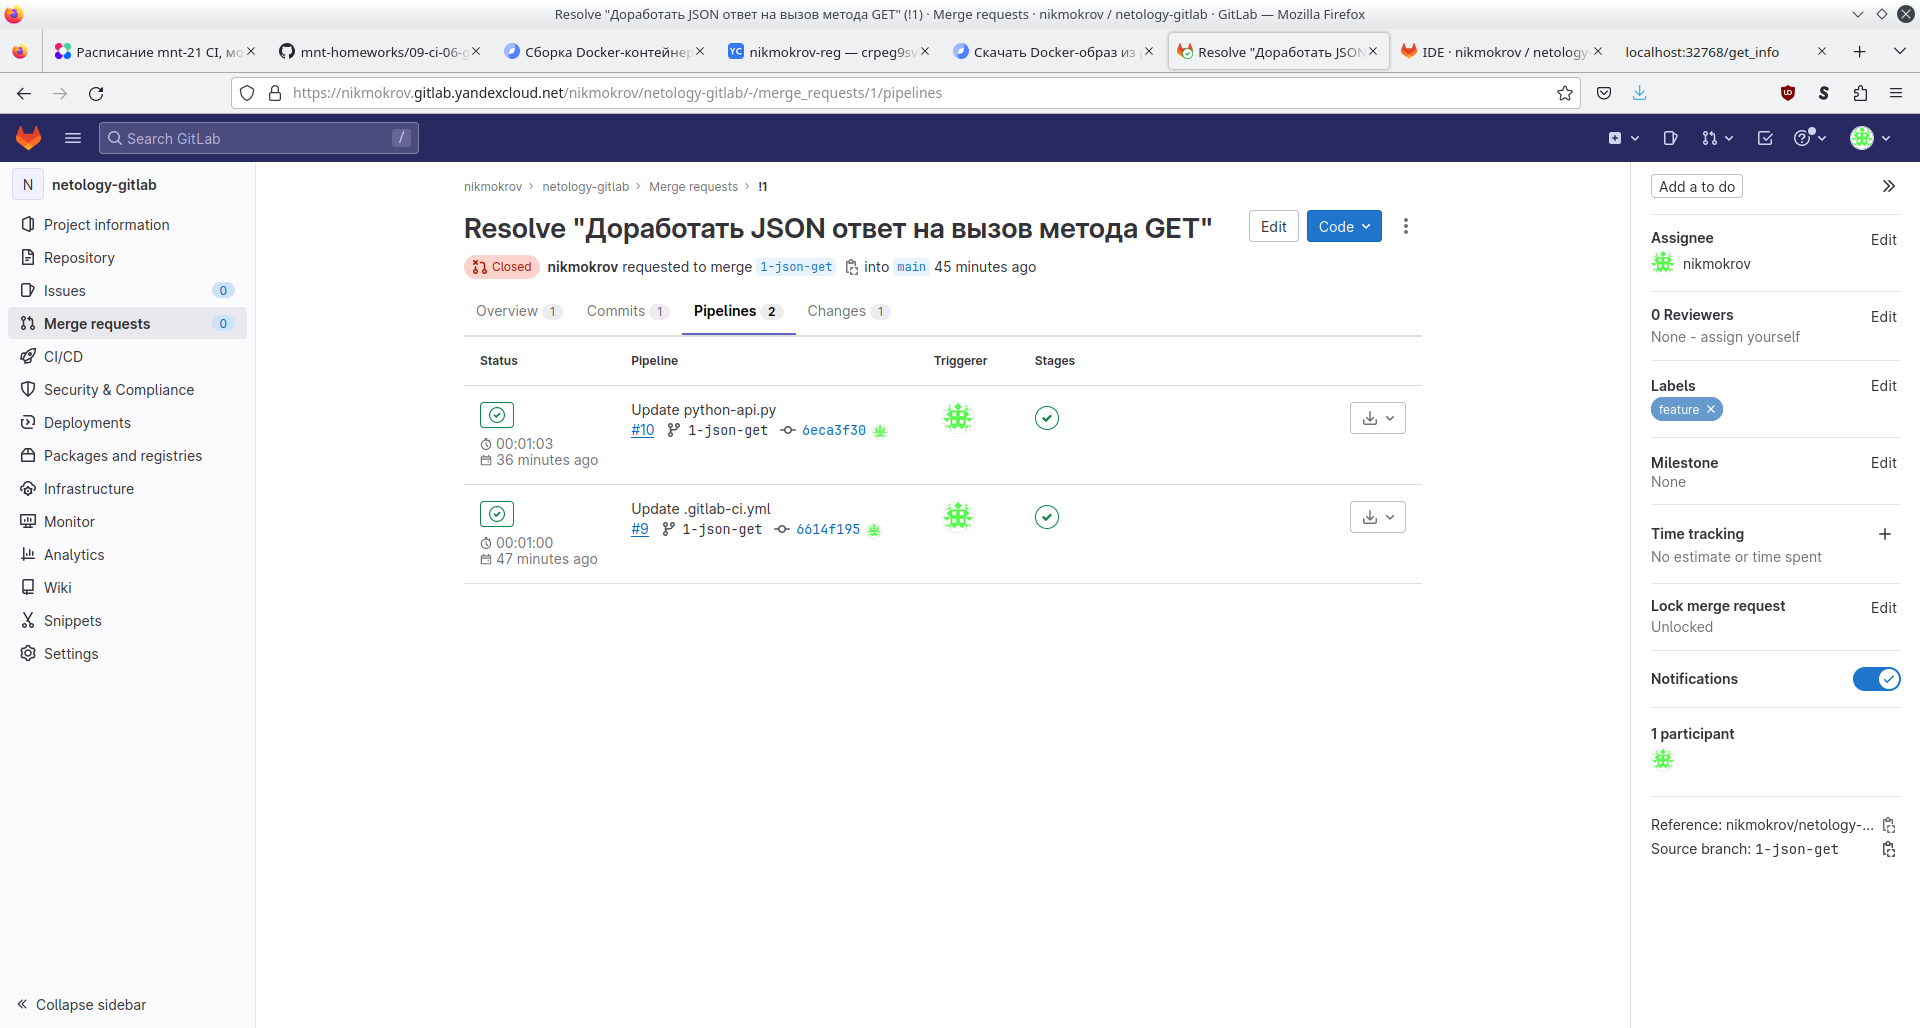 Resolve "Доработать JSON ответ на вызов метода GET" (!1) · Merge requests · nikmokrov / netology-gitlab · GitLab — Mozilla Firefox
Расписание mnt-21 CI, мо
mnt-homeworks/09-ci-06-g
Сборка Docker-контейнер
YC nikmokrov-reg — crpeg9sv
Скачать Docker-образ из
Resolve "Доработать JSON
IDE · nikmokrov / netology-
localhost:32768/get_info
https://nikmokrov.gitlab.yandexcloud.net/nikmokrov/netology-gitlab/-/merge_requests/1/pipelines
Search GitLab /
N netology-gitlab
Project information
Repository
Issues 0
Merge requests 0
CI/CD
Security & Compliance
Deployments
Packages and registries
Infrastructure
Monitor
Analytics
Wiki
Snippets
Settings
Collapse sidebar
nikmokrov › netology-gitlab › Merge requests › !1
Resolve "Доработать JSON ответ на вызов метода GET"
Edit
Code
Closed nikmokrov requested to merge 1-json-get into main 45 minutes ago
Overview 1 Commits 1 Pipelines 2 Changes 1
Status Pipeline Triggerer Stages
Update python-api.py
#10 1-json-get 6eca3f30
00:01:03
36 minutes ago
Update .gitlab-ci.yml
#9 1-json-get 6614f195
00:01:00
47 minutes ago
Add a to do
Assignee Edit
nikmokrov
0 Reviewers Edit
None - assign yourself
Labels Edit
feature
Milestone Edit
None
Time tracking
No estimate or time spent
Lock merge request Edit
Unlocked
Notifications
1 participant
Reference: nikmokrov/netology-...
Source branch: 1-json-get